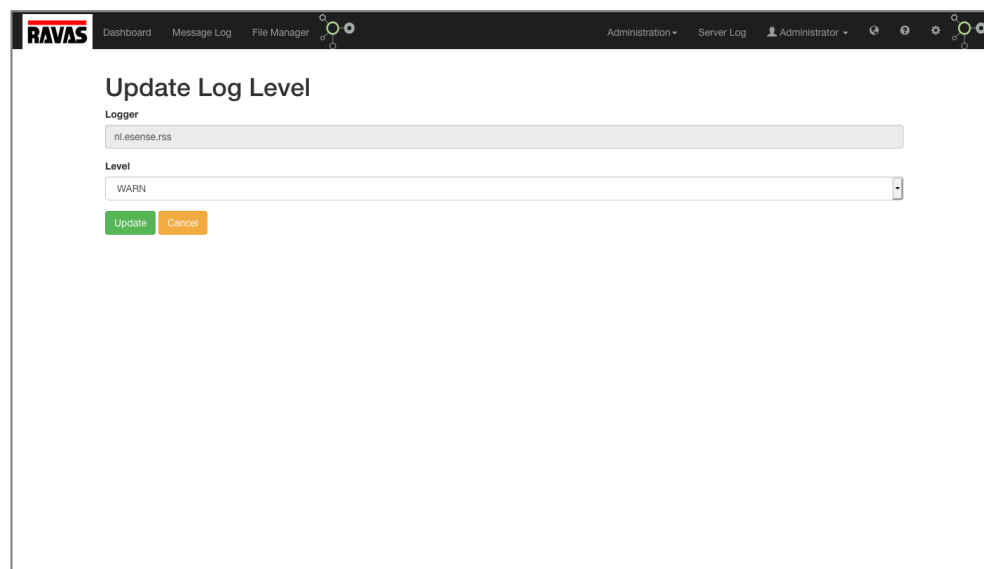 RAVAS Dashboard Message Log File Manager Administration Server Log Administrator
Update Log Level
Logger
nl.esense.rss
Level
WARN
Update Cancel